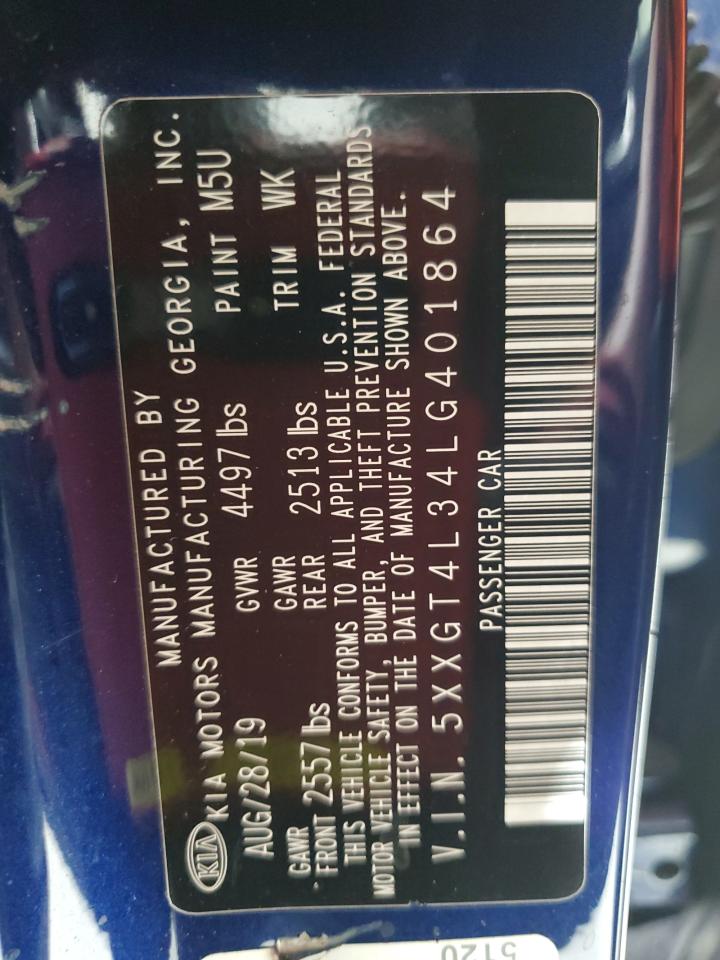 MANUFACTURED BY
KIA KIA MOTORS MANUFACTURING GEORGIA, INC.
AUG/28/19 GVWR 4497 lbs PAINT M5U
GAWR FRONT 2557 lbs GAWR REAR 2513 lbs TRIM WK
THIS VEHICLE CONFORMS TO ALL APPLICABLE U.S.A. FEDERAL
MOTOR VEHICLE SAFETY, BUMPER, AND THEFT PREVENTION STANDARDS
IN EFFECT ON THE DATE OF MANUFACTURE SHOWN ABOVE.
V.I.N. 5XXGT4L34LG401864
PASSENGER CAR
5120